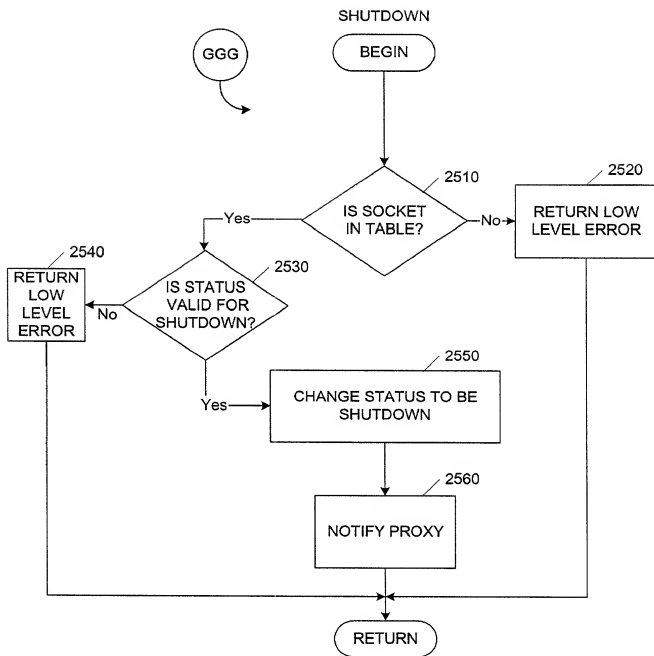 SHUTDOWN
GGG
BEGIN
2510
2520
IS SOCKET
IN TABLE?
Yes
No
RETURN LOW
LEVEL ERROR
2540
2530
RETURN
LOW
LEVEL
ERROR
No
IS STATUS
VALID FOR
SHUTDOWN?
Yes
2550
CHANGE STATUS TO BE
SHUTDOWN
2560
NOTIFY PROXY
RETURN